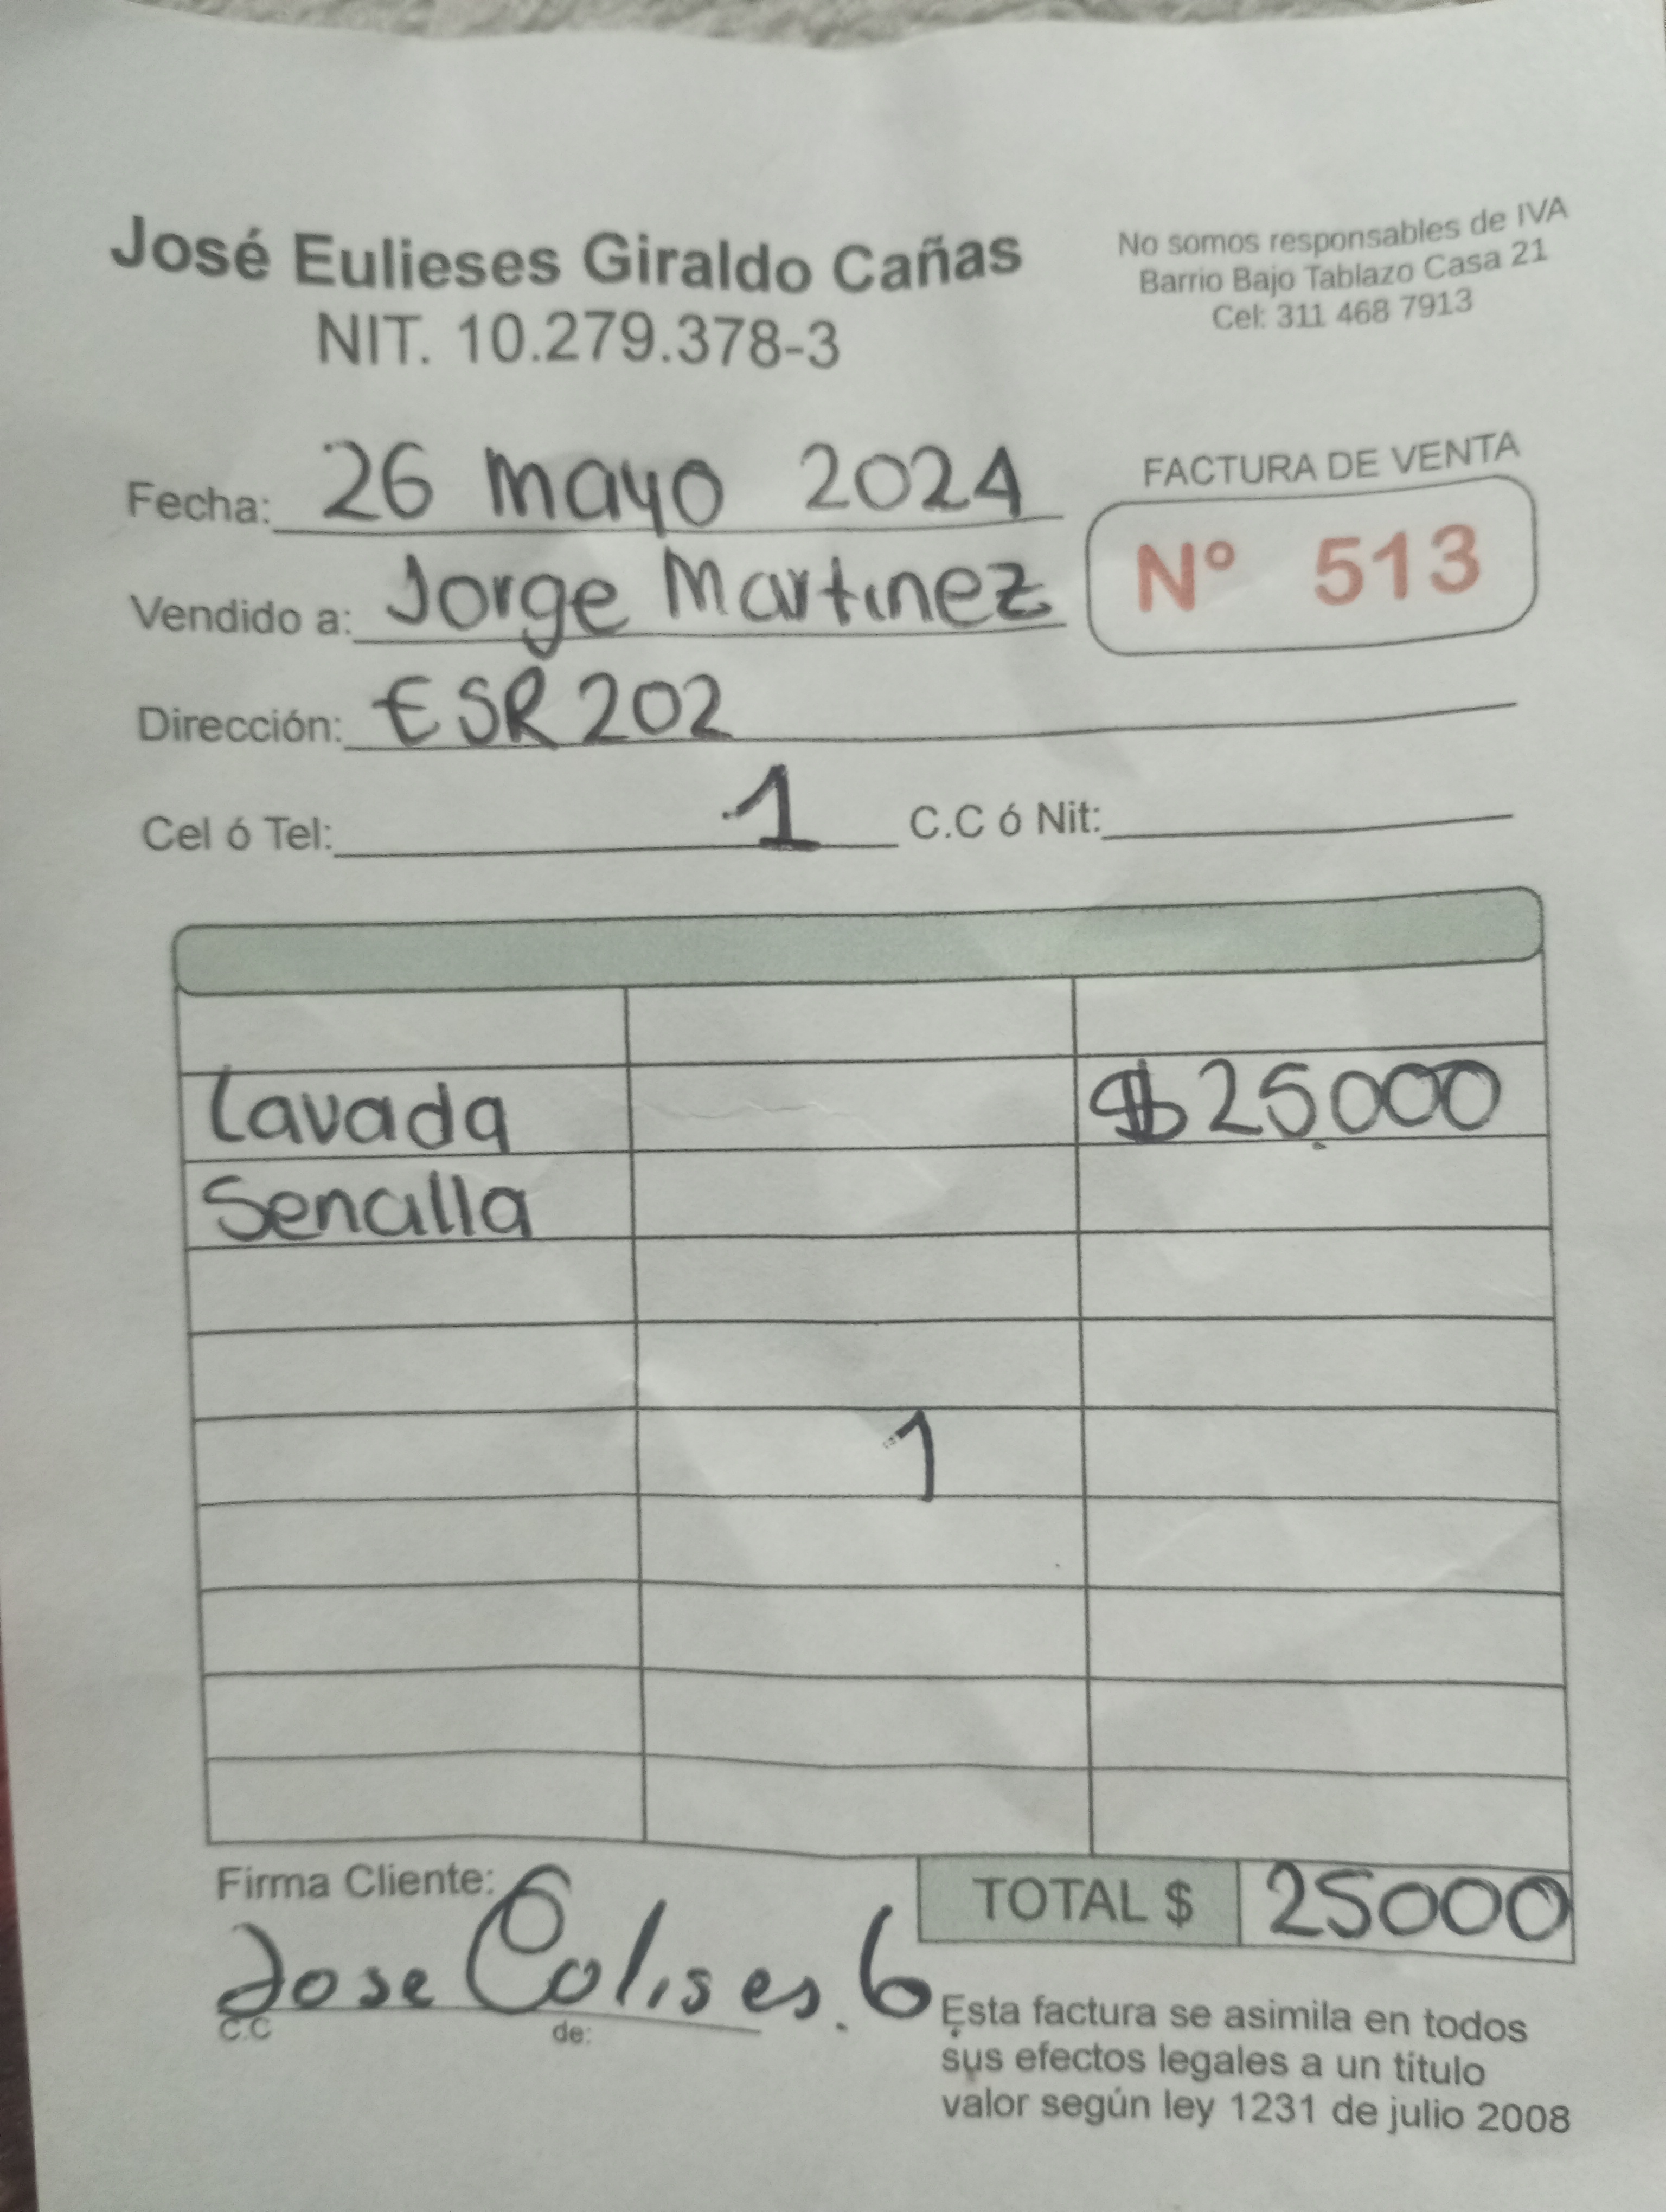 José Eulieses Giraldo Cañas
NIT. 10.279.378-3
No somos responsables de IVA
Barrio Bajo Tablazo Casa 21
Cel: 311 468 7913
Fecha: 26 mayo 2024
FACTURA DE VENTA
Nº 513
Vendido a: Jorge Martinez
Dirección: ESR 202
Cel ó Tel: 1 C.C ó Nit:
Lavada $25.000
Sencilla
1
Firma Cliente:
TOTAL $ 25000
Jose
C.C de:
Esta factura se asimila en todos
sus efectos legales a un título
valor según ley 1231 de julio 2008